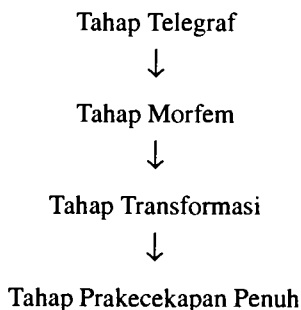 Tahap Telegraf
↓
Tahap Morfem
↓
Tahap Transformasi
↓
Tahap Prakecekapan Penuh